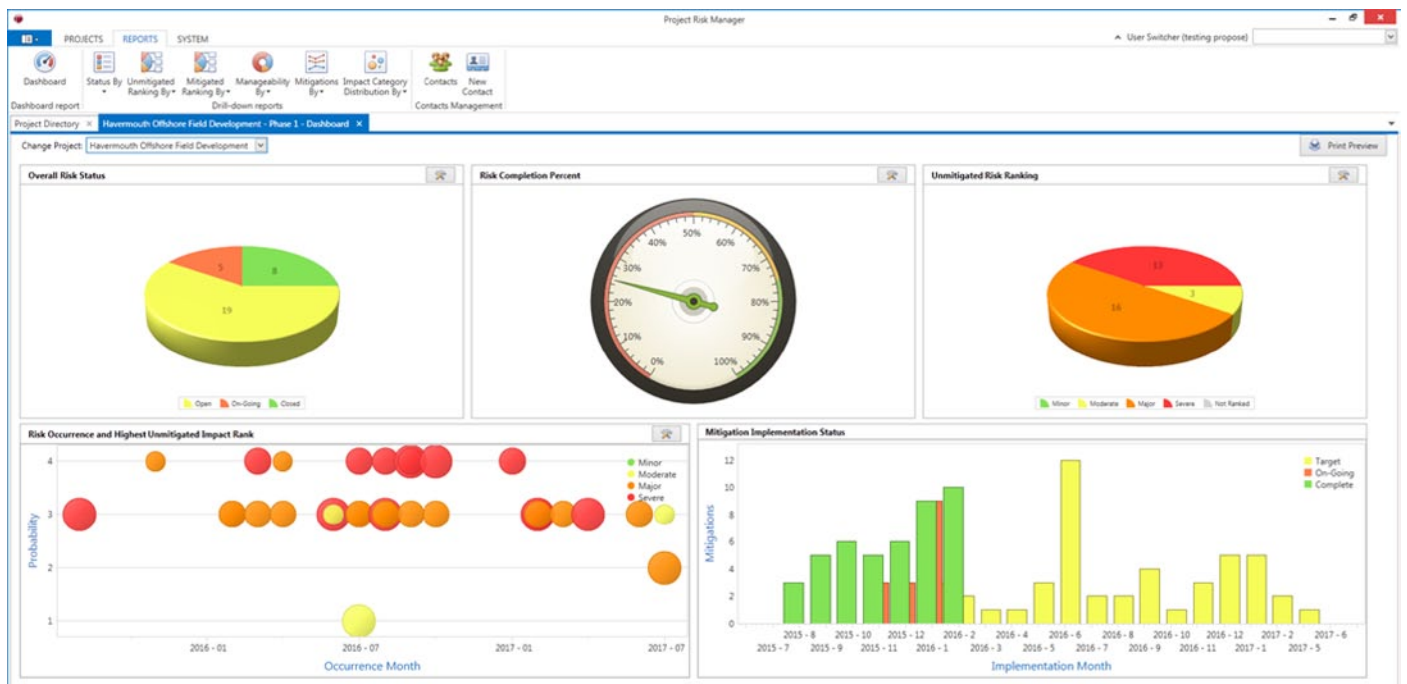 Project Risk Manager
PROJECTS REPORTS SYSTEM
User Switcher (testing propose)
Dashboard Status By Unmitigated Ranking By Mitigated Ranking By Manageability By Mitigations By Impact Category Distribution By Contacts New Contact
Dashboard report Drill-down reports Contacts Management
Project Directory × Havermouth Offshore Field Development - Phase 1 - Dashboard ×
Change Project: Havermouth Offshore Field Development Print Preview
Overall Risk Status
5
8
19
Open On-Going Closed
Risk Completion Percent
0% 10% 20% 30% 40% 50% 60% 70% 80% 90% 100%
Unmitigated Risk Ranking
13
3
16
Minor Moderate Major Severe Not Ranked
Risk Occurrence and Highest Unmitigated Impact Rank
4
3
2
1
Probability
Minor
Moderate
Major
Severe
2016 - 01 2016 - 07 2017 - 01 2017 - 07
Occurrence Month
Mitigation Implementation Status
12
10
8
6
4
2
0
Mitigations
Target
On-Going
Complete
2015 - 8 2015 - 10 2015 - 12 2016 - 2 2016 - 4 2016 - 6 2016 - 8 2016 - 10 2016 - 12 2017 - 2 2017 - 6
2015 - 7 2015 - 9 2015 - 11 2016 - 1 2016 - 3 2016 - 5 2016 - 7 2016 - 9 2016 - 11 2017 - 1 2017 - 5
Implementation Month